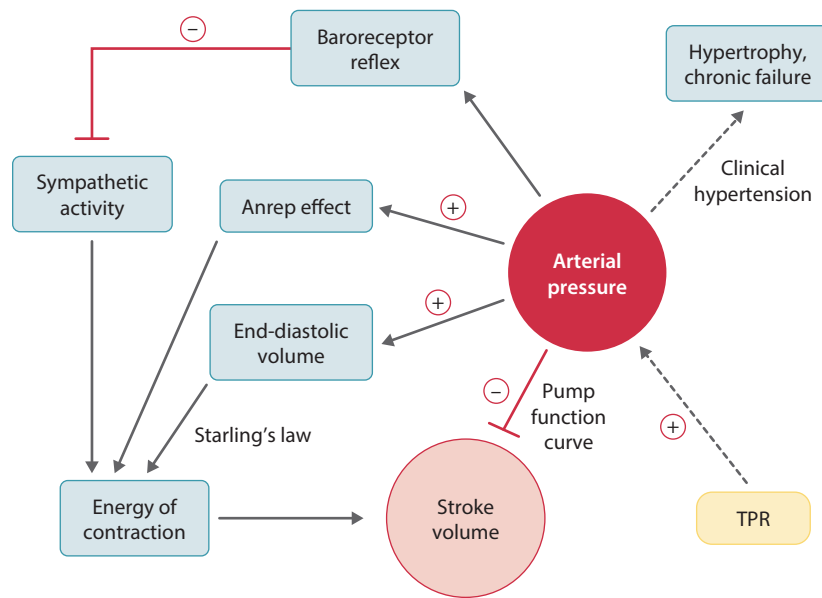 −
Baroreceptor
reflex
Hypertrophy,
chronic failure
Sympathetic
activity
Anrep effect
+
Clinical
hypertension
Arterial
pressure
End-diastolic
volume
+
−
Pump
function
curve
+
Starling's law
Energy of
contraction
Stroke
volume
TPR